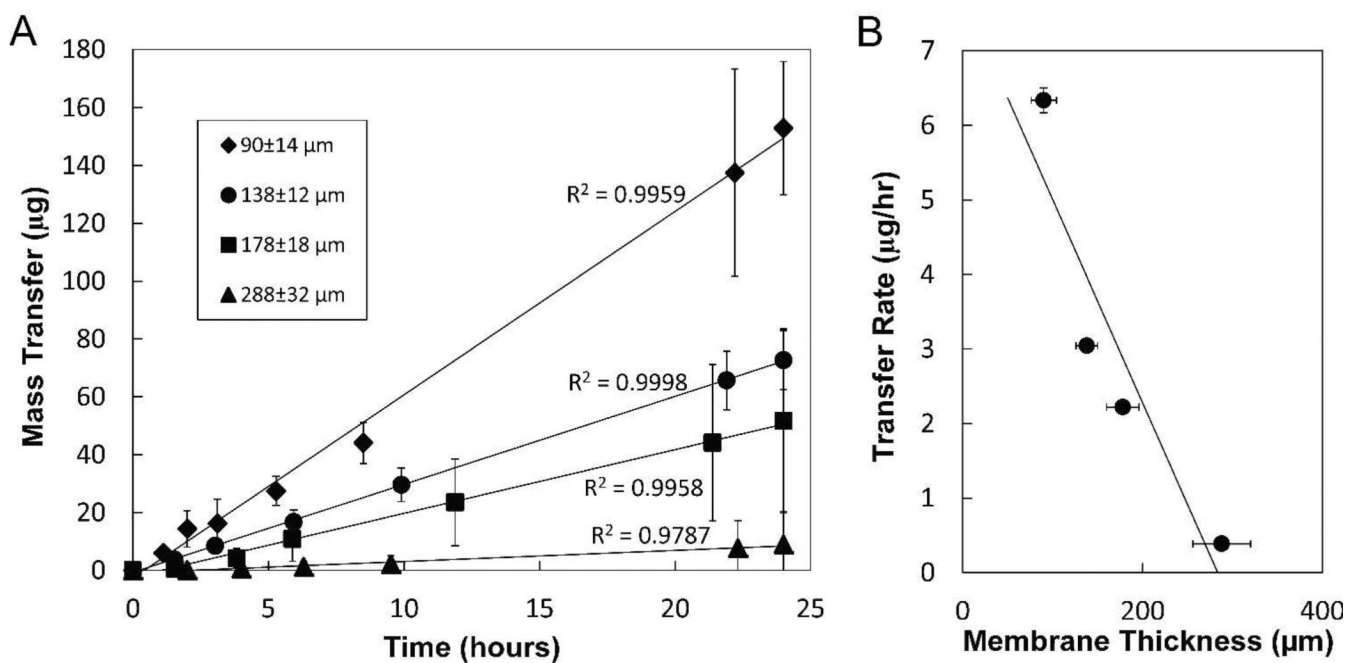 A
180
160
140
120
100
80
60
40
20
0
Mass Transfer (µg)
90±14 µm
138±12 µm
178±18 µm
288±32 µm
R² = 0.9959
R² = 0.9998
R² = 0.9958
R² = 0.9787
0 5 10 15 20 25
Time (hours)
B
7
6
5
4
3
2
1
0
Transfer Rate (µg/hr)
0 200 400
Membrane Thickness (µm)